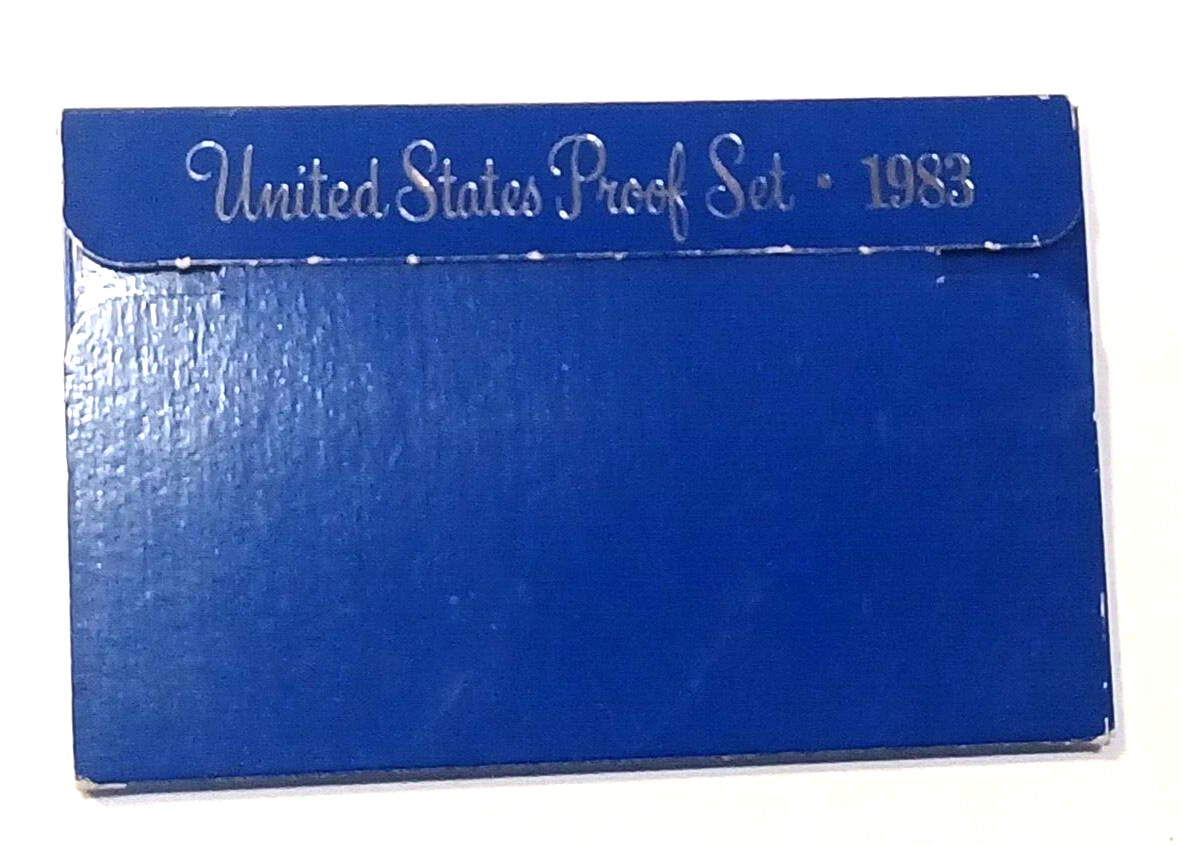 United States Proof Set • 1983